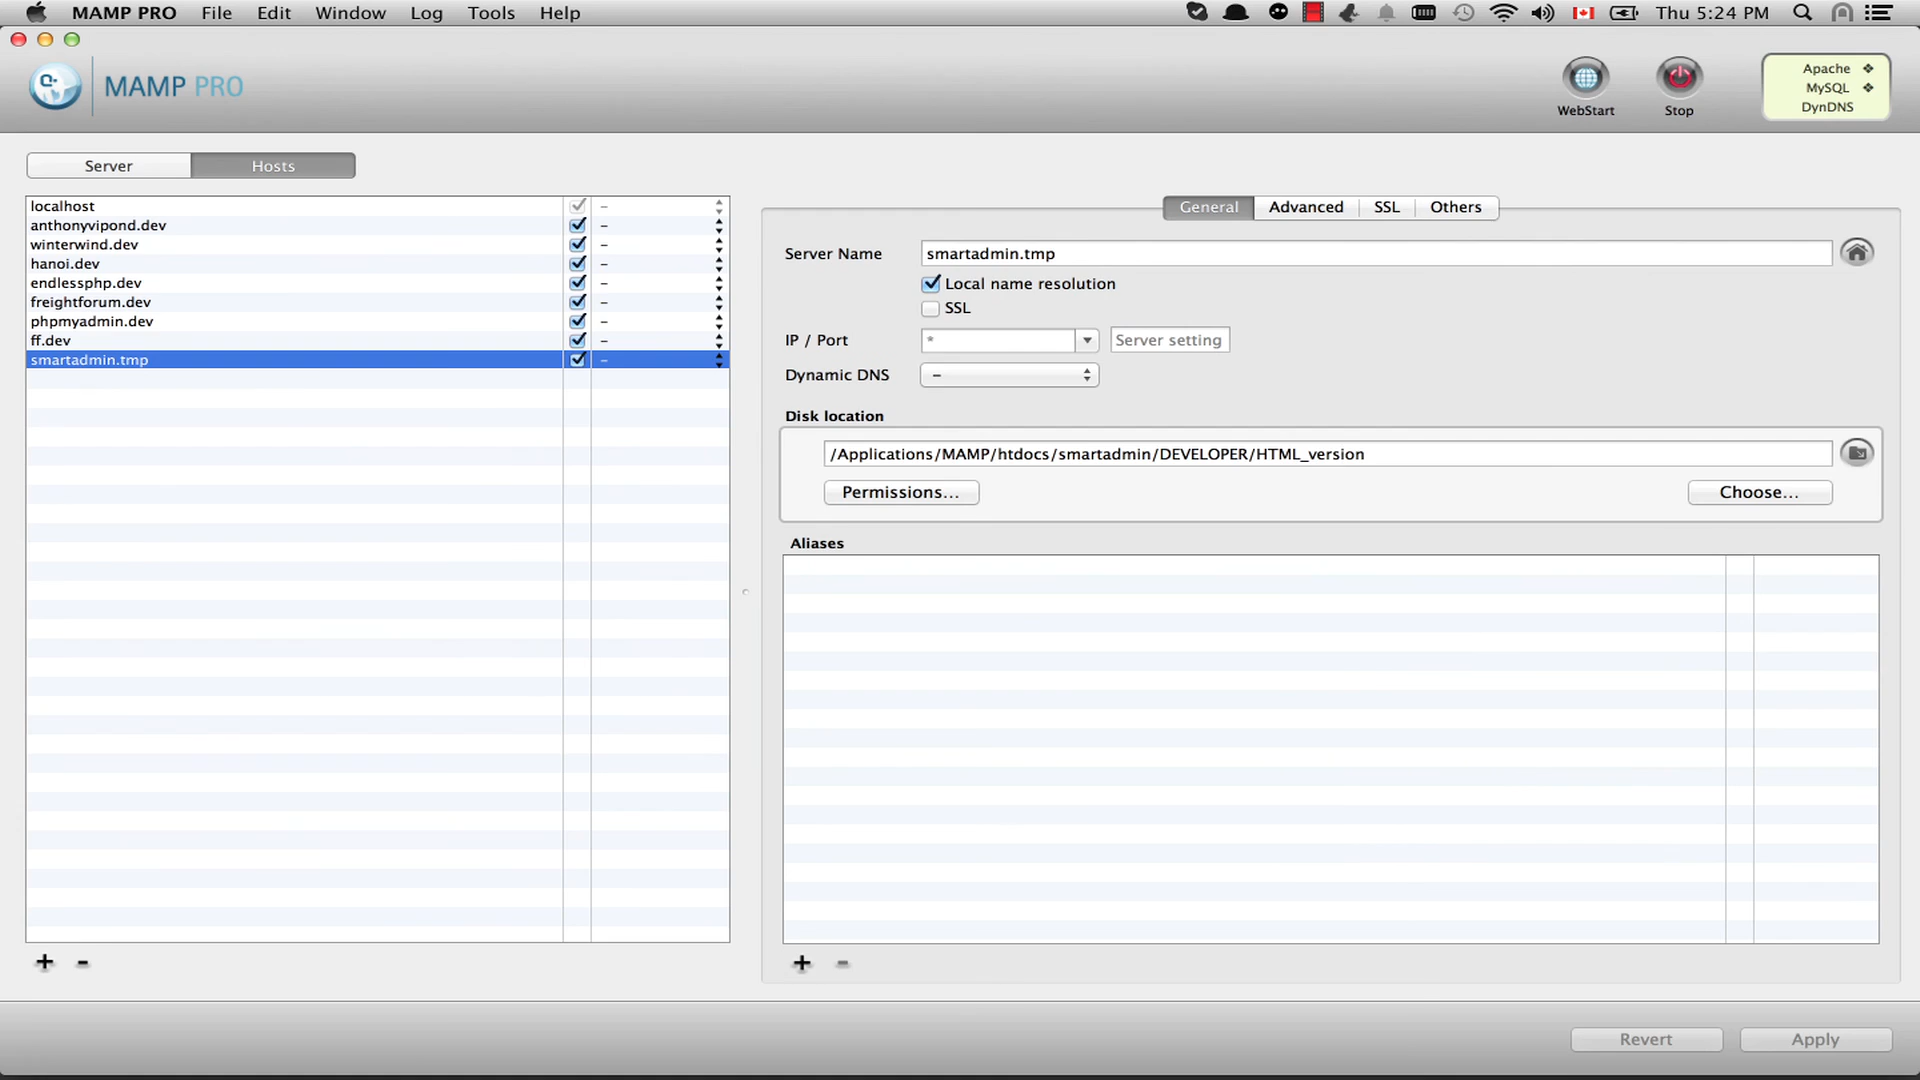 MAMP PRO File Edit Window Log Tools Help Thu 5:24 PM
MAMP PRO
WebStart
Stop
Apache
MySQL
DynDNS
Server Hosts
localhost –
anthonyvipond.dev –
winterwind.dev –
hanoi.dev –
endlessphp.dev –
freightforum.dev –
phpmyadmin.dev –
ff.dev –
smartadmin.tmp –
General Advanced SSL Others
Server Name smartadmin.tmp
Local name resolution
SSL
IP / Port * Server setting
Dynamic DNS –
Disk location
/Applications/MAMP/htdocs/smartadmin/DEVELOPER/HTML_version
Permissions... Choose...
Aliases
+ -
+ -
Revert Apply